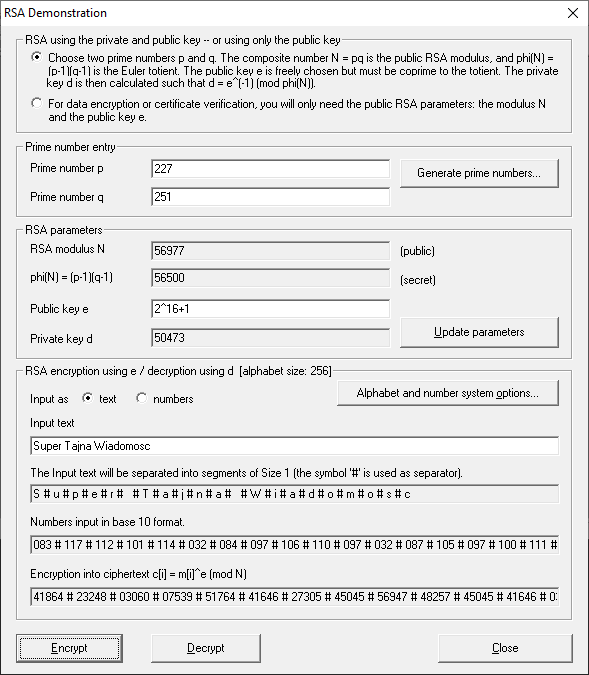 RSA Demonstration
RSA using the private and public key -- or using only the public key
Choose two prime numbers p and q. The composite number N = pq is the public RSA modulus, and phi(N) =
(p-1)(q-1) is the Euler totient. The public key e is freely chosen but must be coprime to the totient. The private
key d is then calculated such that d = e^(-1) (mod phi(N)).
For data encryption or certificate verification, you will only need the public RSA parameters: the modulus N
and the public key e.
Prime number entry
Prime number p 227 Generate prime numbers...
Prime number q 251
RSA parameters
RSA modulus N 56977 (public)
phi(N) = (p-1)(q-1) 56500 (secret)
Public key e 2^16+1
Private key d 50473 Update parameters
RSA encryption using e / decryption using d [alphabet size: 256]
Input as text numbers Alphabet and number system options...
Input text
Super Tajna Wiadomosc
The Input text will be separated into segments of Size 1 (the symbol '#' is used as separator).
S # u # p # e # r #   # T # a # j # n # a #   # W # i # a # d # o # m # o # s # c
Numbers input in base 10 format.
083 # 117 # 112 # 101 # 114 # 032 # 084 # 097 # 106 # 110 # 097 # 032 # 087 # 105 # 097 # 100 # 111 #
Encryption into ciphertext c[i] = m[i]^e (mod N)
41864 # 23248 # 03060 # 07539 # 51764 # 41646 # 27305 # 45045 # 56947 # 48257 # 45045 # 41646 #
Encrypt Decrypt Close